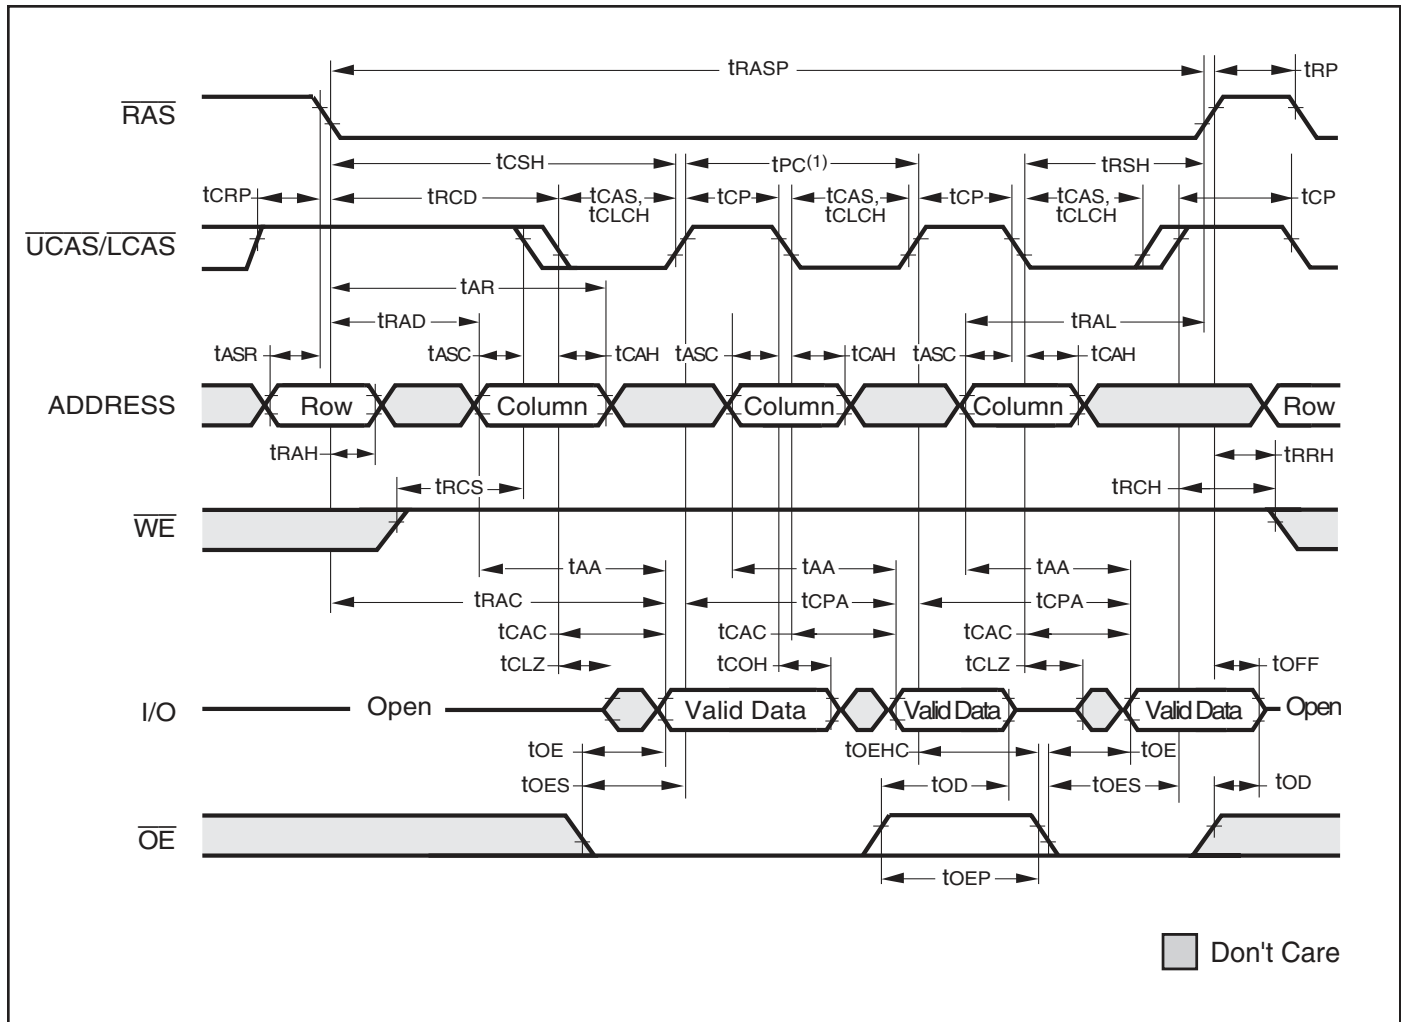 tRASP tRP
RAS
tCSH tPC(1) tRSH
tCRP tRCD tCAS, tCP tCAS, tCP tCAS, tCP
tCLCH tCLCH tCLCH
UCAS/LCAS
tAR
tRAD tRAL
tASR tASC tCAH tASC tCAH tASC tCAH
ADDRESS Row Column Column Column Row
tRAH tRRH
tRCS tRCH
WE
tAA tAA tAA
tRAC tCPA tCPA
tCAC tCAC tCAC
tCLZ tCOH tCLZ tOFF
I/O Open Valid Data Valid Data Valid Data Open
tOE tOEHC tOE
tOES tOD tOES tOD
OE
tOEP
Don't Care